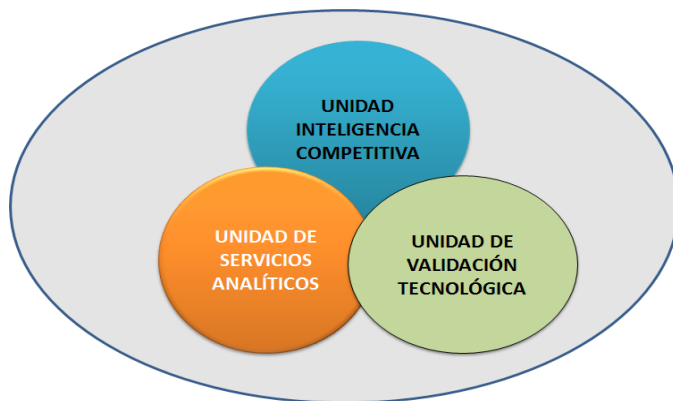 UNIDAD
INTELIGENCIA
COMPETITIVA
UNIDAD DE
SERVICIOS
ANALÍTICOS
UNIDAD DE
VALIDACIÓN
TECNOLÓGICA